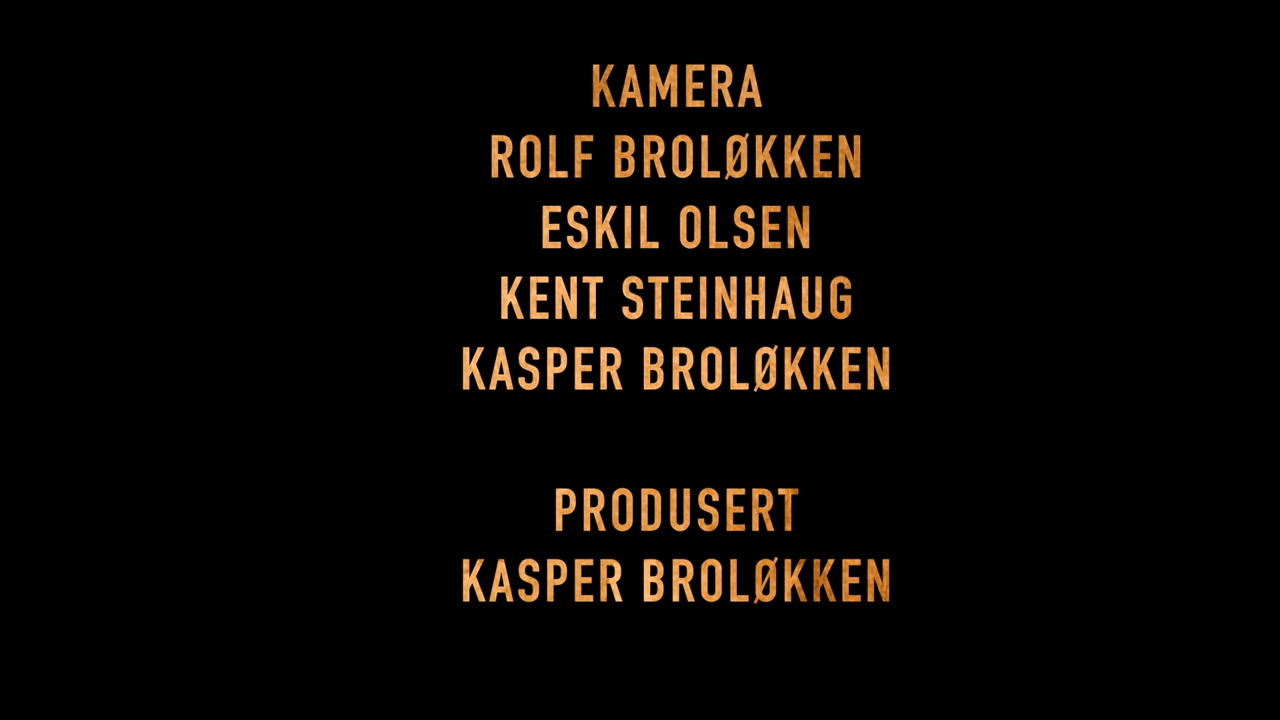 KAMERA
ROLF BROLØKKEN
ESKIL OLSEN
KENT STEINHAUG
KASPER BROLØKKEN
PRODUSERT
KASPER BROLØKKEN